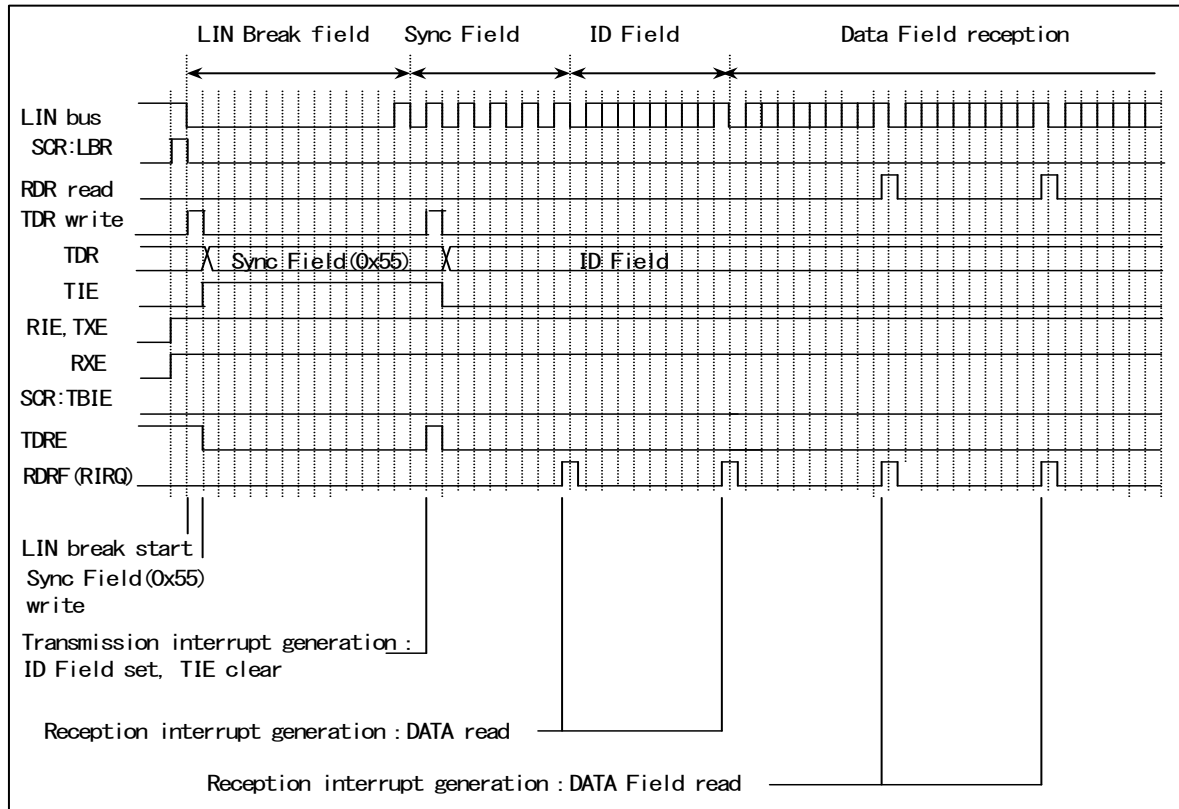 LIN Break field Sync Field ID Field Data Field reception
LIN bus
SCR:LBR
RDR read
TDR write
TDR Sync Field(0x55) ID Field
TIE
RIE, TXE
RXE
SCR:TBIE
TDRE
RDRF(RIRQ)
LIN break start
Sync Field(0x55)
write
Transmission interrupt generation :
ID Field set, TIE clear
Reception interrupt generation : DATA read
Reception interrupt generation : DATA Field read